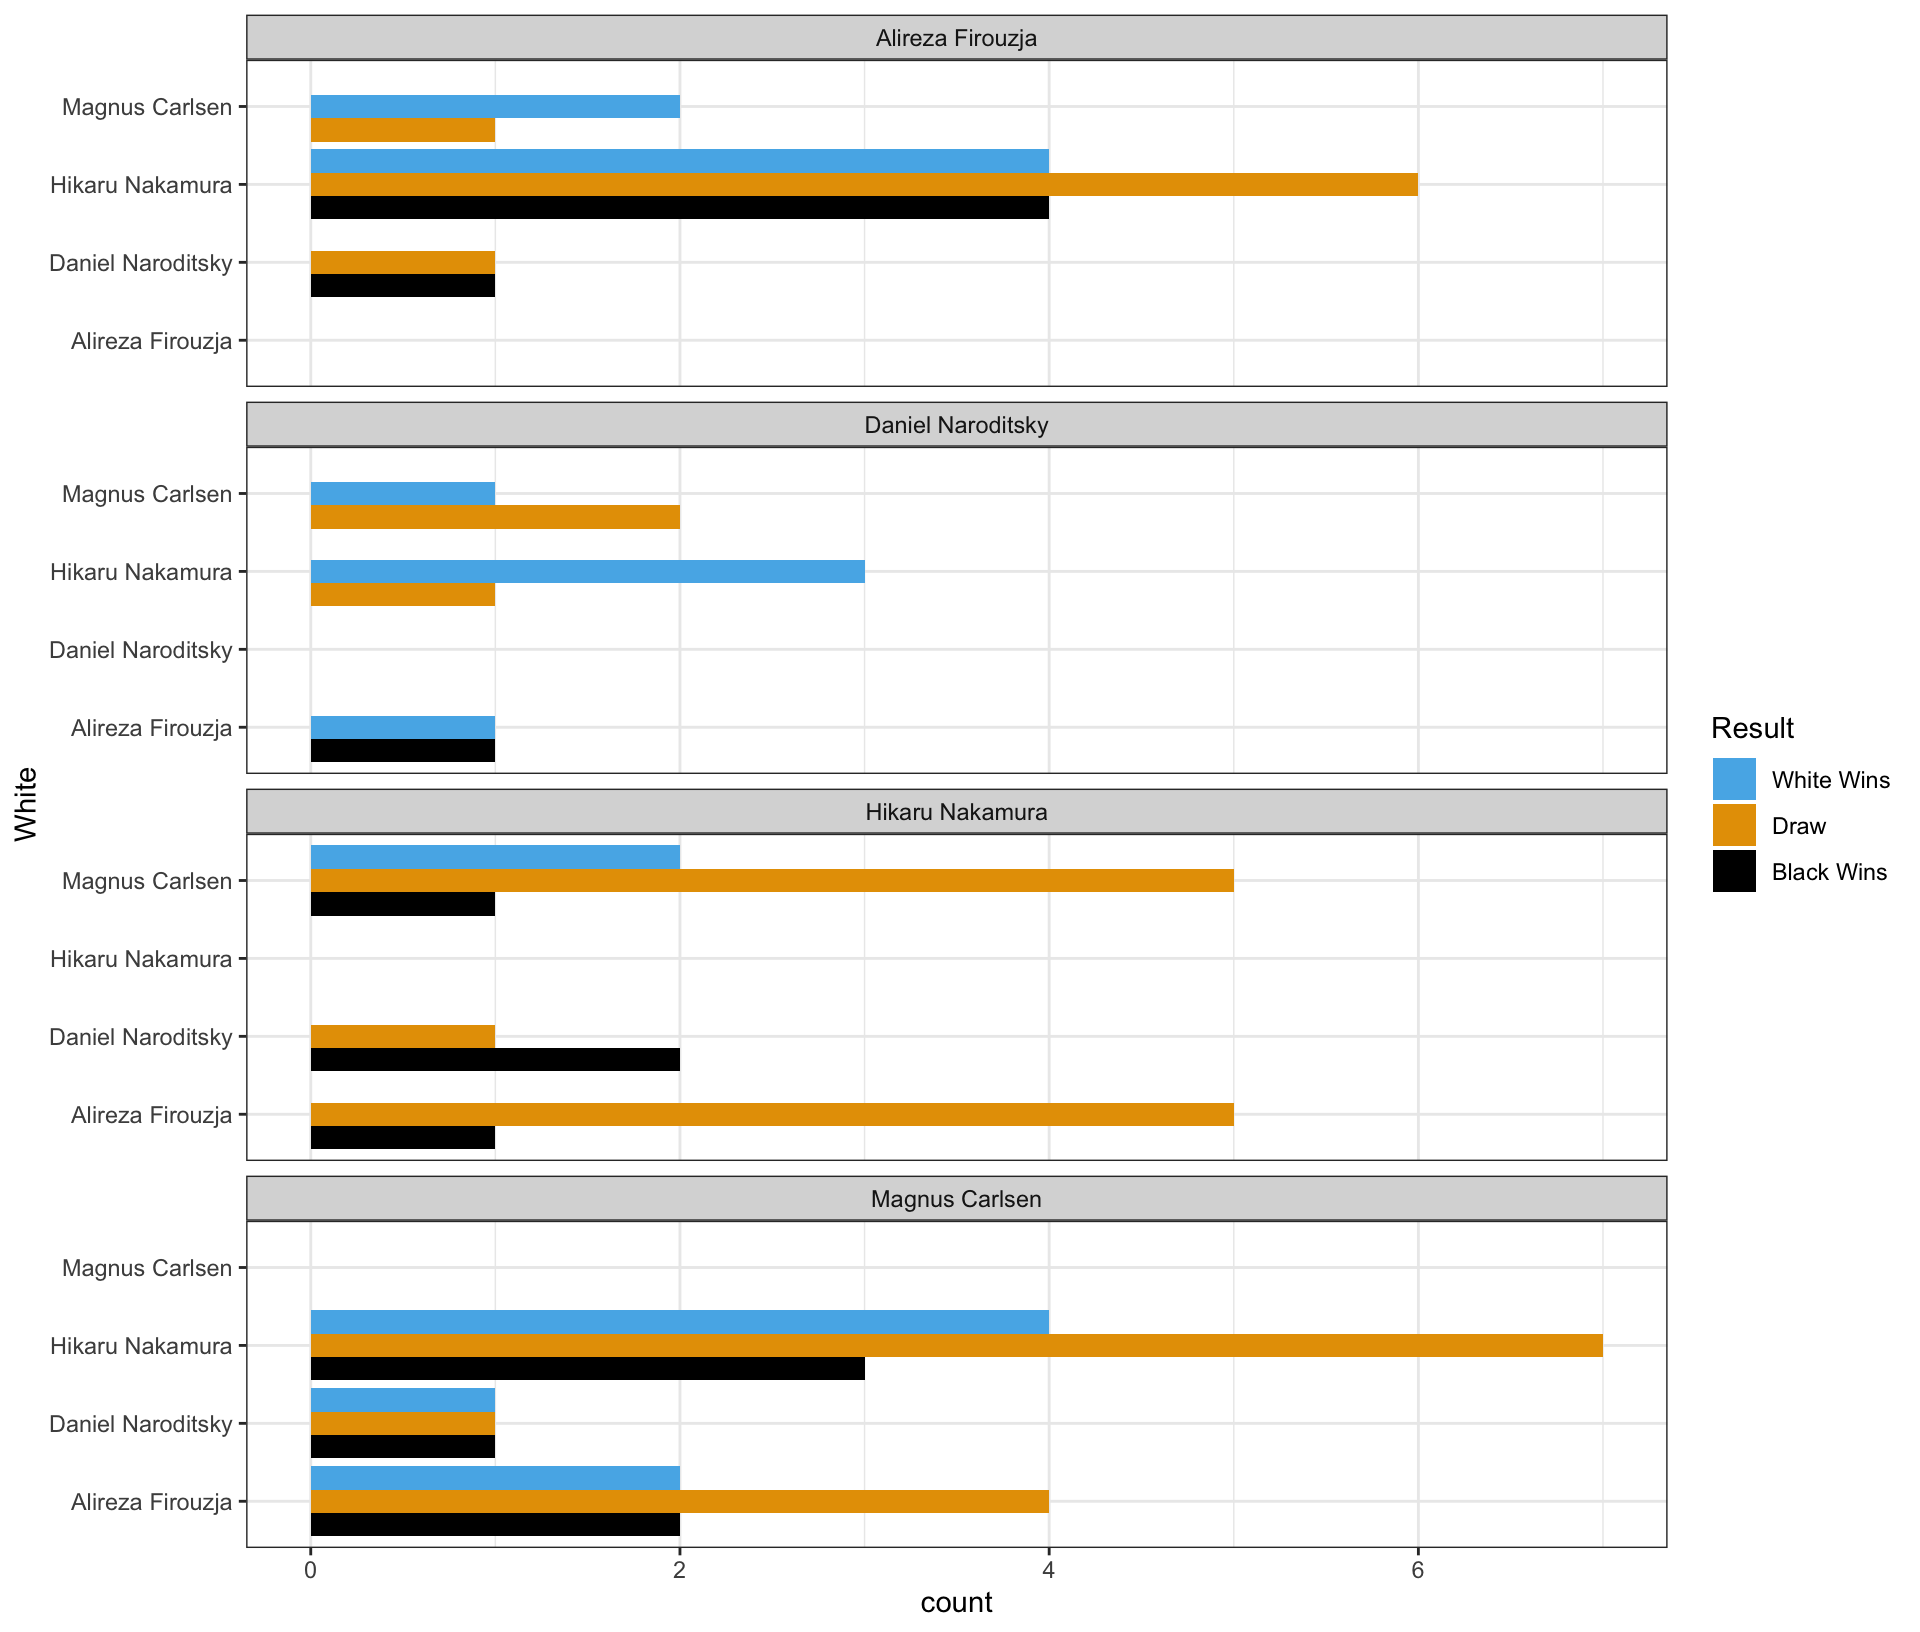 Alireza Firouzja
Magnus Carlsen
Hikaru Nakamura
Daniel Naroditsky
Alireza Firouzja
Daniel Naroditsky
Magnus Carlsen
Hikaru Nakamura
Daniel Naroditsky
Alireza Firouzja
Hikaru Nakamura
Magnus Carlsen
Hikaru Nakamura
Daniel Naroditsky
Alireza Firouzja
Magnus Carlsen
Magnus Carlsen
Hikaru Nakamura
Daniel Naroditsky
Alireza Firouzja
0 2 4 6
count
White
Result
White Wins
Draw
Black Wins